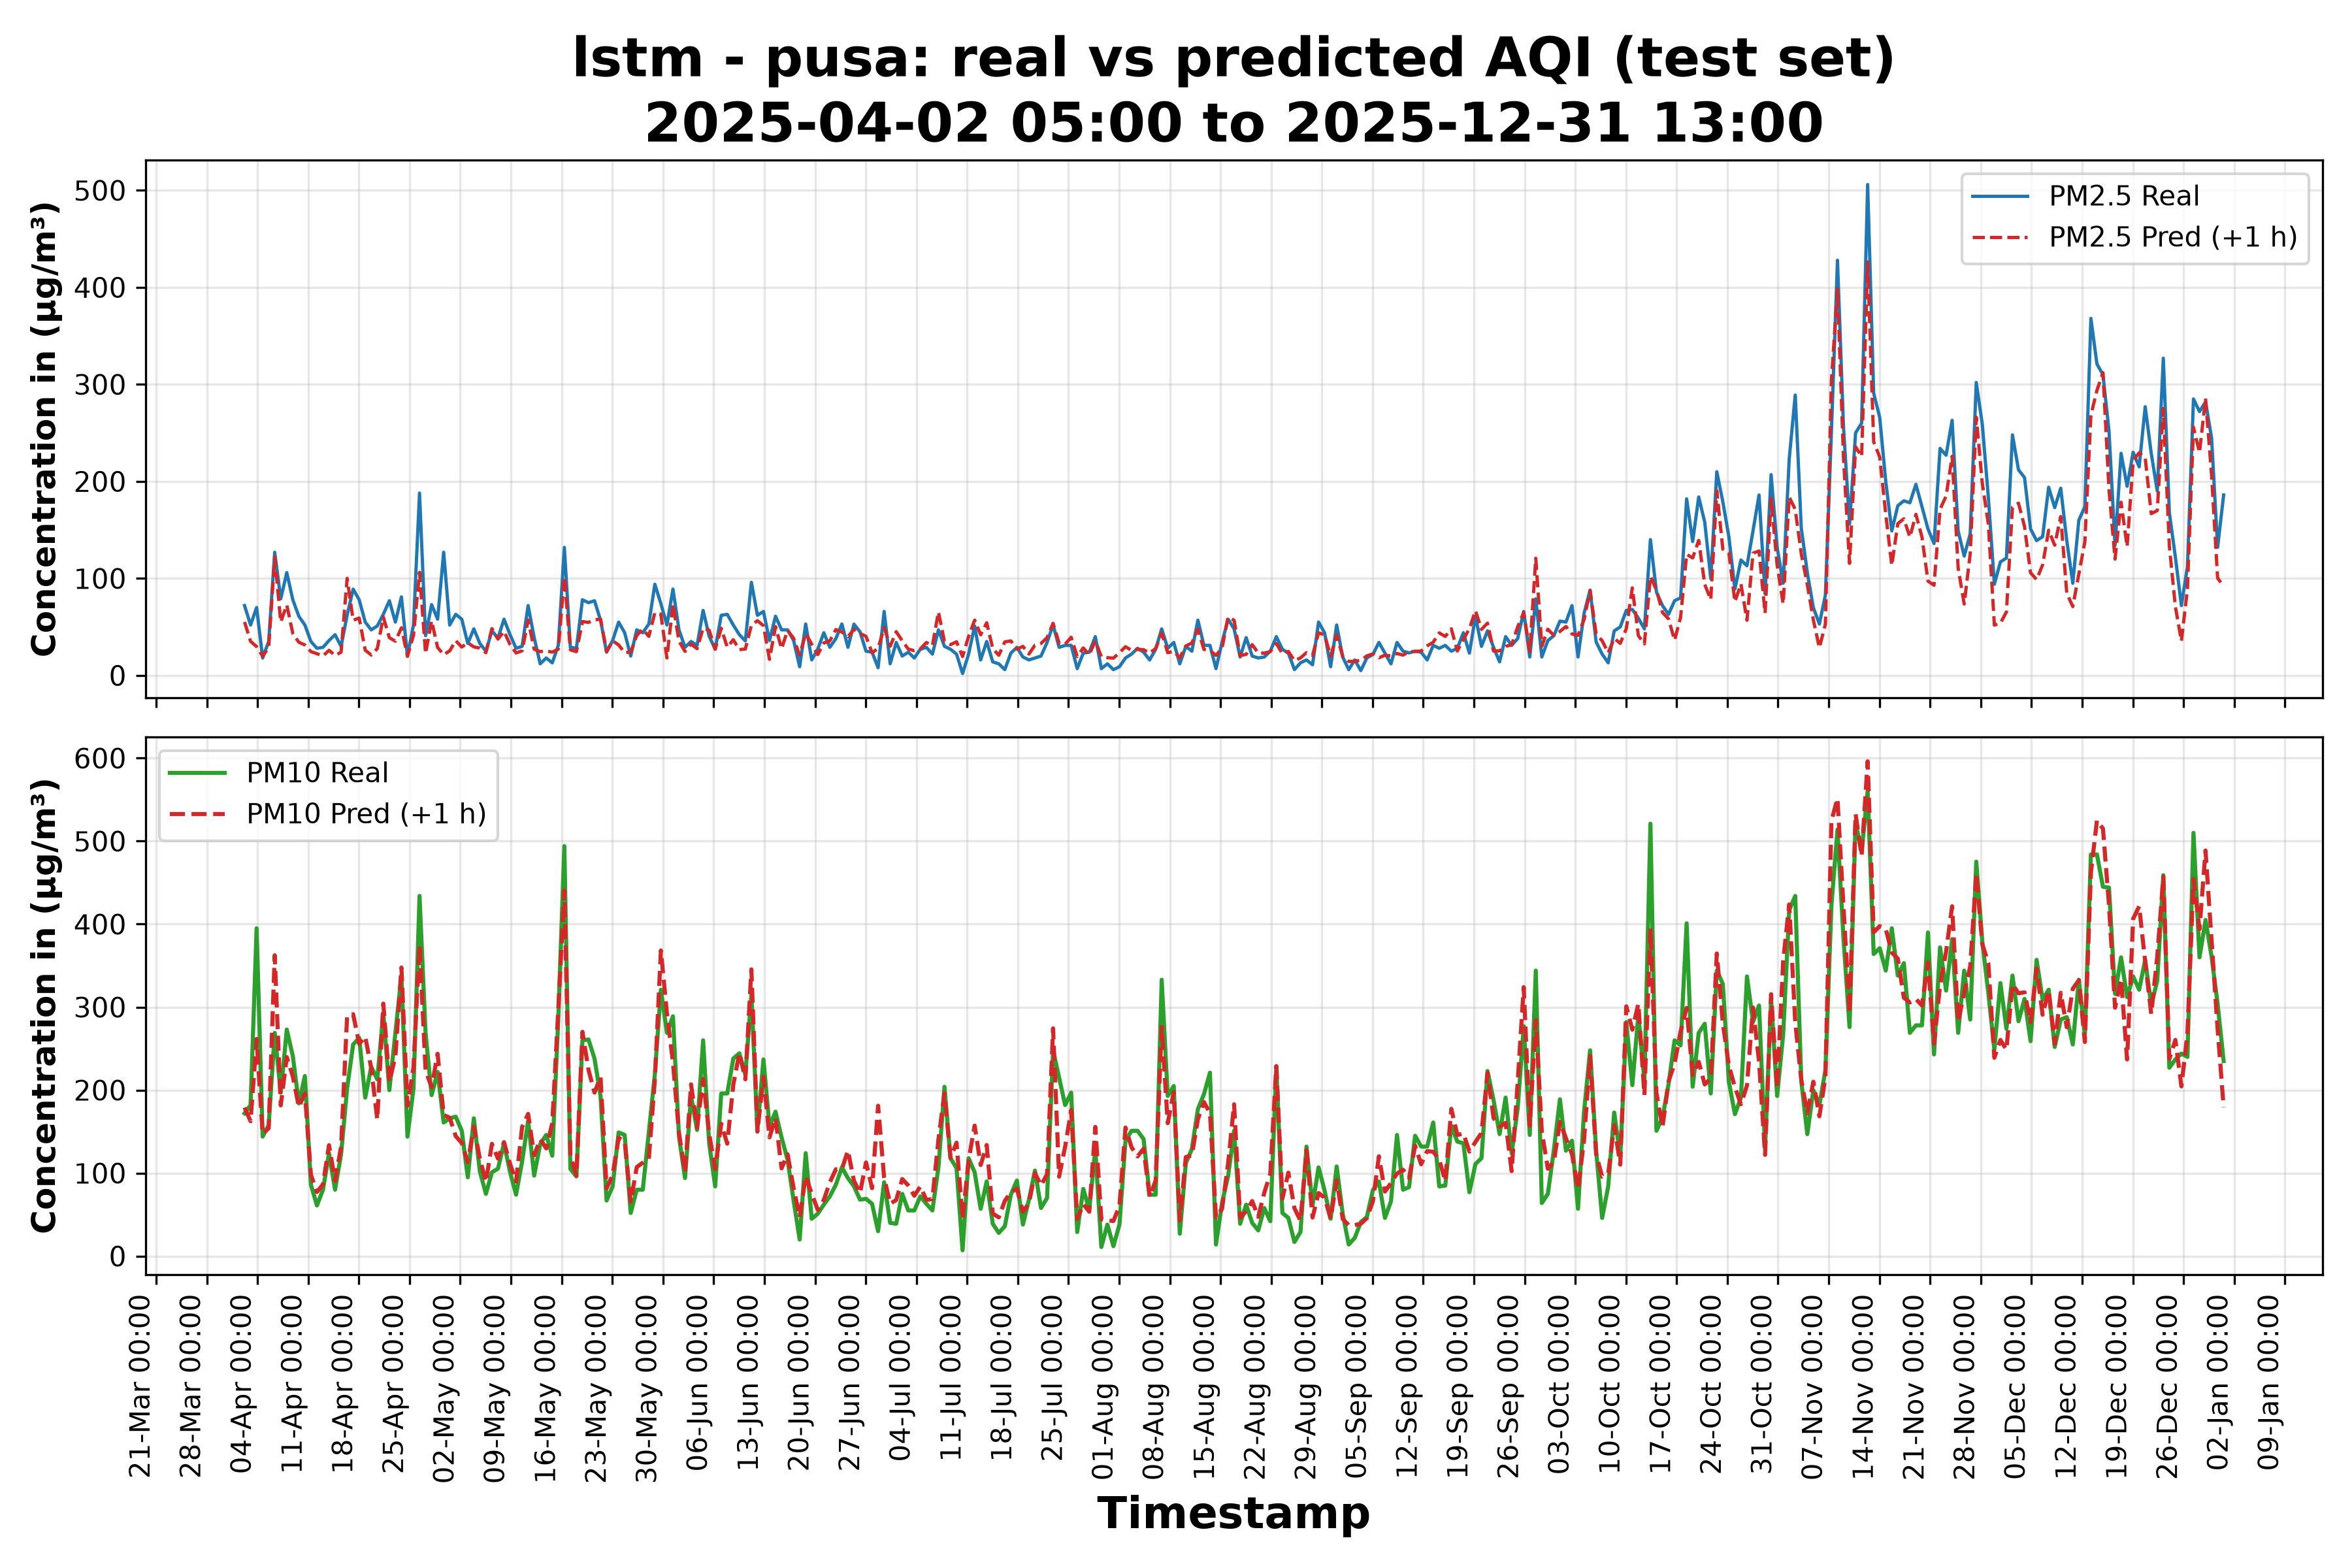 lstm - pusa: real vs predicted AQI (test set)
2025-04-02 05:00 to 2025-12-31 13:00
Concentration in (µg/m³)
500
400
300
200
100
0
PM2.5 Real
PM2.5 Pred (+1 h)
Concentration in (µg/m³)
600
500
400
300
200
100
0
PM10 Real
PM10 Pred (+1 h)
21-Mar 00:00
28-Mar 00:00
04-Apr 00:00
11-Apr 00:00
18-Apr 00:00
25-Apr 00:00
02-May 00:00
09-May 00:00
16-May 00:00
23-May 00:00
30-May 00:00
06-Jun 00:00
13-Jun 00:00
20-Jun 00:00
27-Jun 00:00
04-Jul 00:00
11-Jul 00:00
18-Jul 00:00
25-Jul 00:00
01-Aug 00:00
08-Aug 00:00
15-Aug 00:00
22-Aug 00:00
29-Aug 00:00
05-Sep 00:00
12-Sep 00:00
19-Sep 00:00
26-Sep 00:00
03-Oct 00:00
10-Oct 00:00
17-Oct 00:00
24-Oct 00:00
31-Oct 00:00
07-Nov 00:00
14-Nov 00:00
21-Nov 00:00
28-Nov 00:00
05-Dec 00:00
12-Dec 00:00
19-Dec 00:00
26-Dec 00:00
02-Jan 00:00
09-Jan 00:00
Timestamp